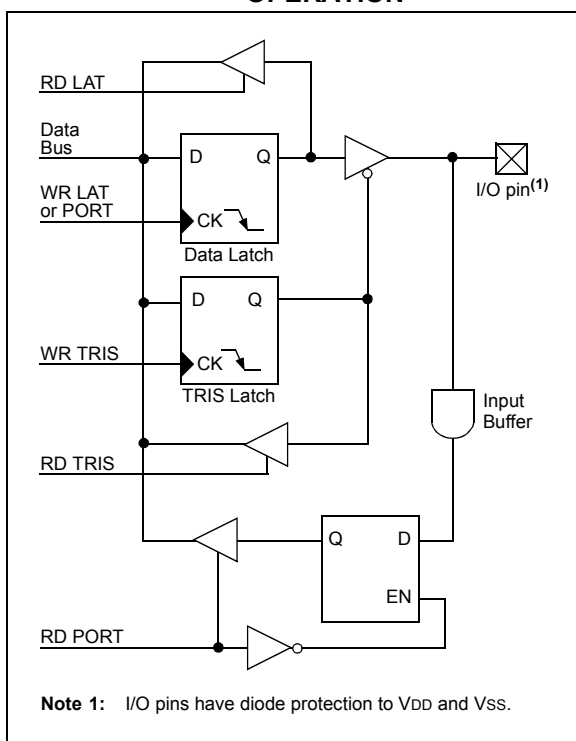 OPERATION
RD LAT
Data
Bus
D Q
WR LAT
or PORT
CK
Data Latch
I/O pin(1)
D Q
WR TRIS
CK
TRIS Latch
Input
Buffer
RD TRIS
Q D
EN
RD PORT
Note 1: I/O pins have diode protection to VDD and VSS.